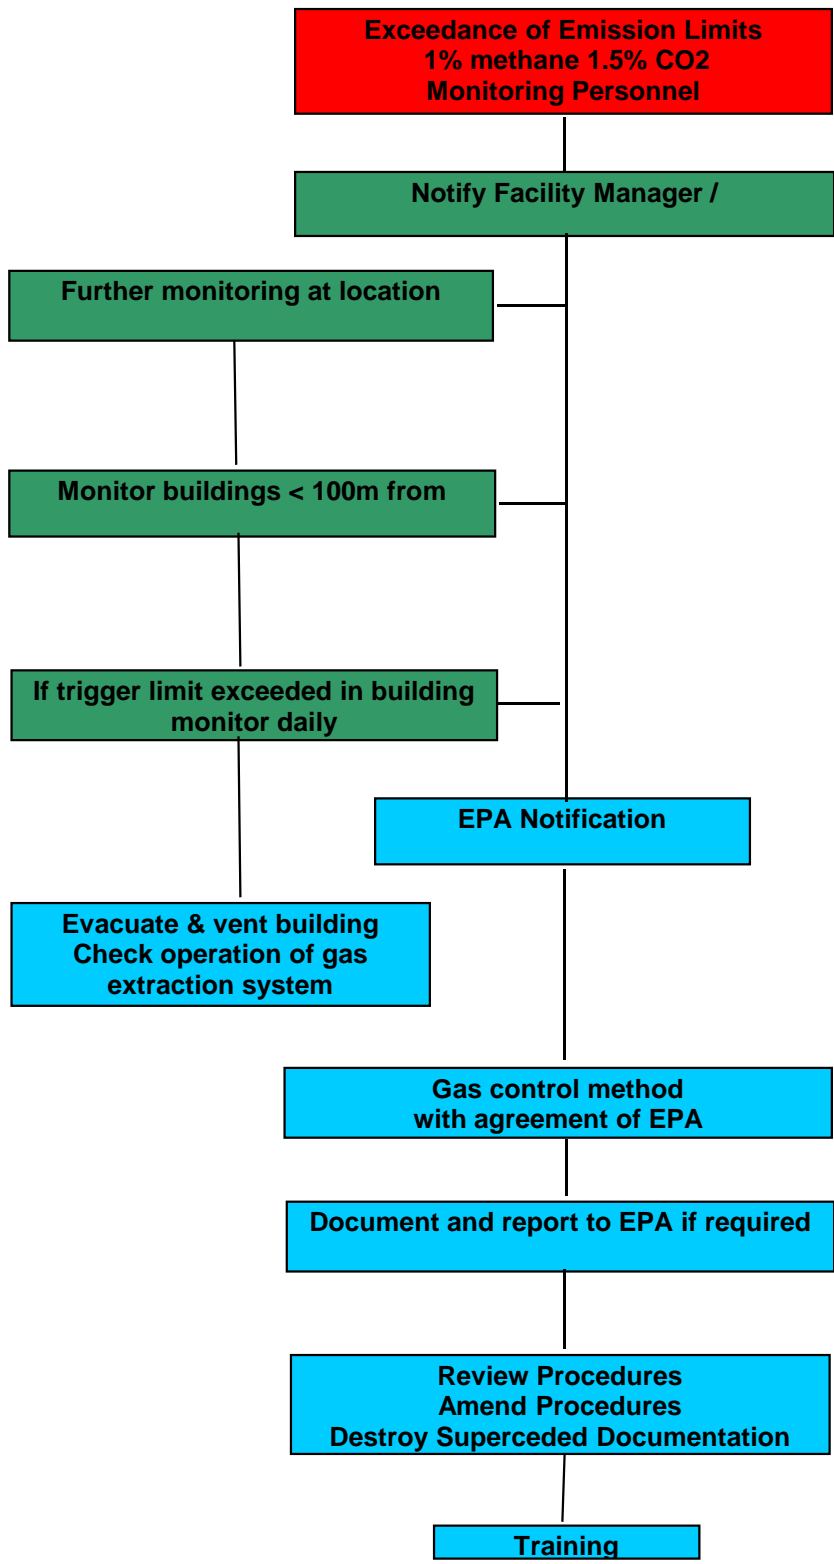 Exceedance of Emission Limits
1% methane 1.5% CO2
Monitoring Personnel
Notify Facility Manager /
Further monitoring at location
Monitor buildings < 100m from
If trigger limit exceeded in building
monitor daily
EPA Notification
Evacuate & vent building
Check operation of gas
extraction system
Gas control method
with agreement of EPA
Document and report to EPA if required
Review Procedures
Amend Procedures
Destroy Superceded Documentation
Training